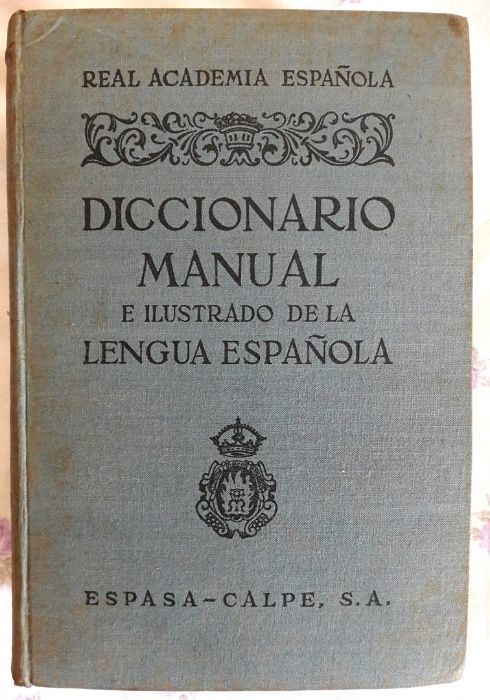 REAL ACADEMIA ESPAÑOLA
DICCIONARIO
MANUAL
E ILUSTRADO DE LA
LENGUA ESPAÑOLA
ESPASA-CALPE, S.A.